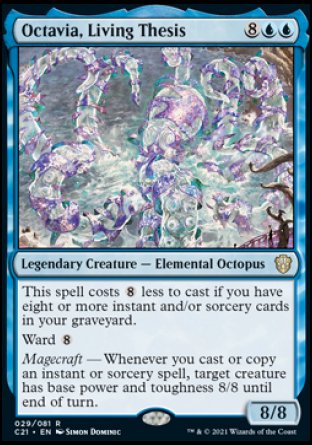 Octavia, Living Thesis 8UU
Legendary Creature — Elemental Octopus
This spell costs 8 less to cast if you have
eight or more instant and/or sorcery cards
in your graveyard.
Ward 8
Magecraft — Whenever you cast or copy
an instant or sorcery spell, target creature
has base power and toughness 8/8 until
end of turn.
8/8
029/081 R
C21 • EN SIMON DOMINIC
™ & © 2021 Wizards of the Coast